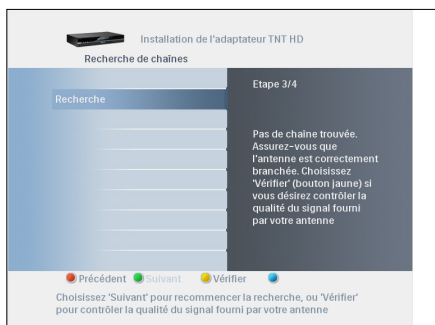 Installation de l'adaptateur TNT HD
Recherche de chaînes
Etape 3/4
Recherche
Pas de chaîne trouvée.
Assurez-vous que
l'antenne est correctement
branchée. Choisissez
'Vérifier' (bouton jaune) si
vous désirez contrôler la
qualité du signal fourni
par votre antenne
Précédent Suivant Vérifier
Choisissez 'Suivant' pour recommencer la recherche, ou 'Vérifier'
pour contrôler la qualité du signal fourni par votre antenne